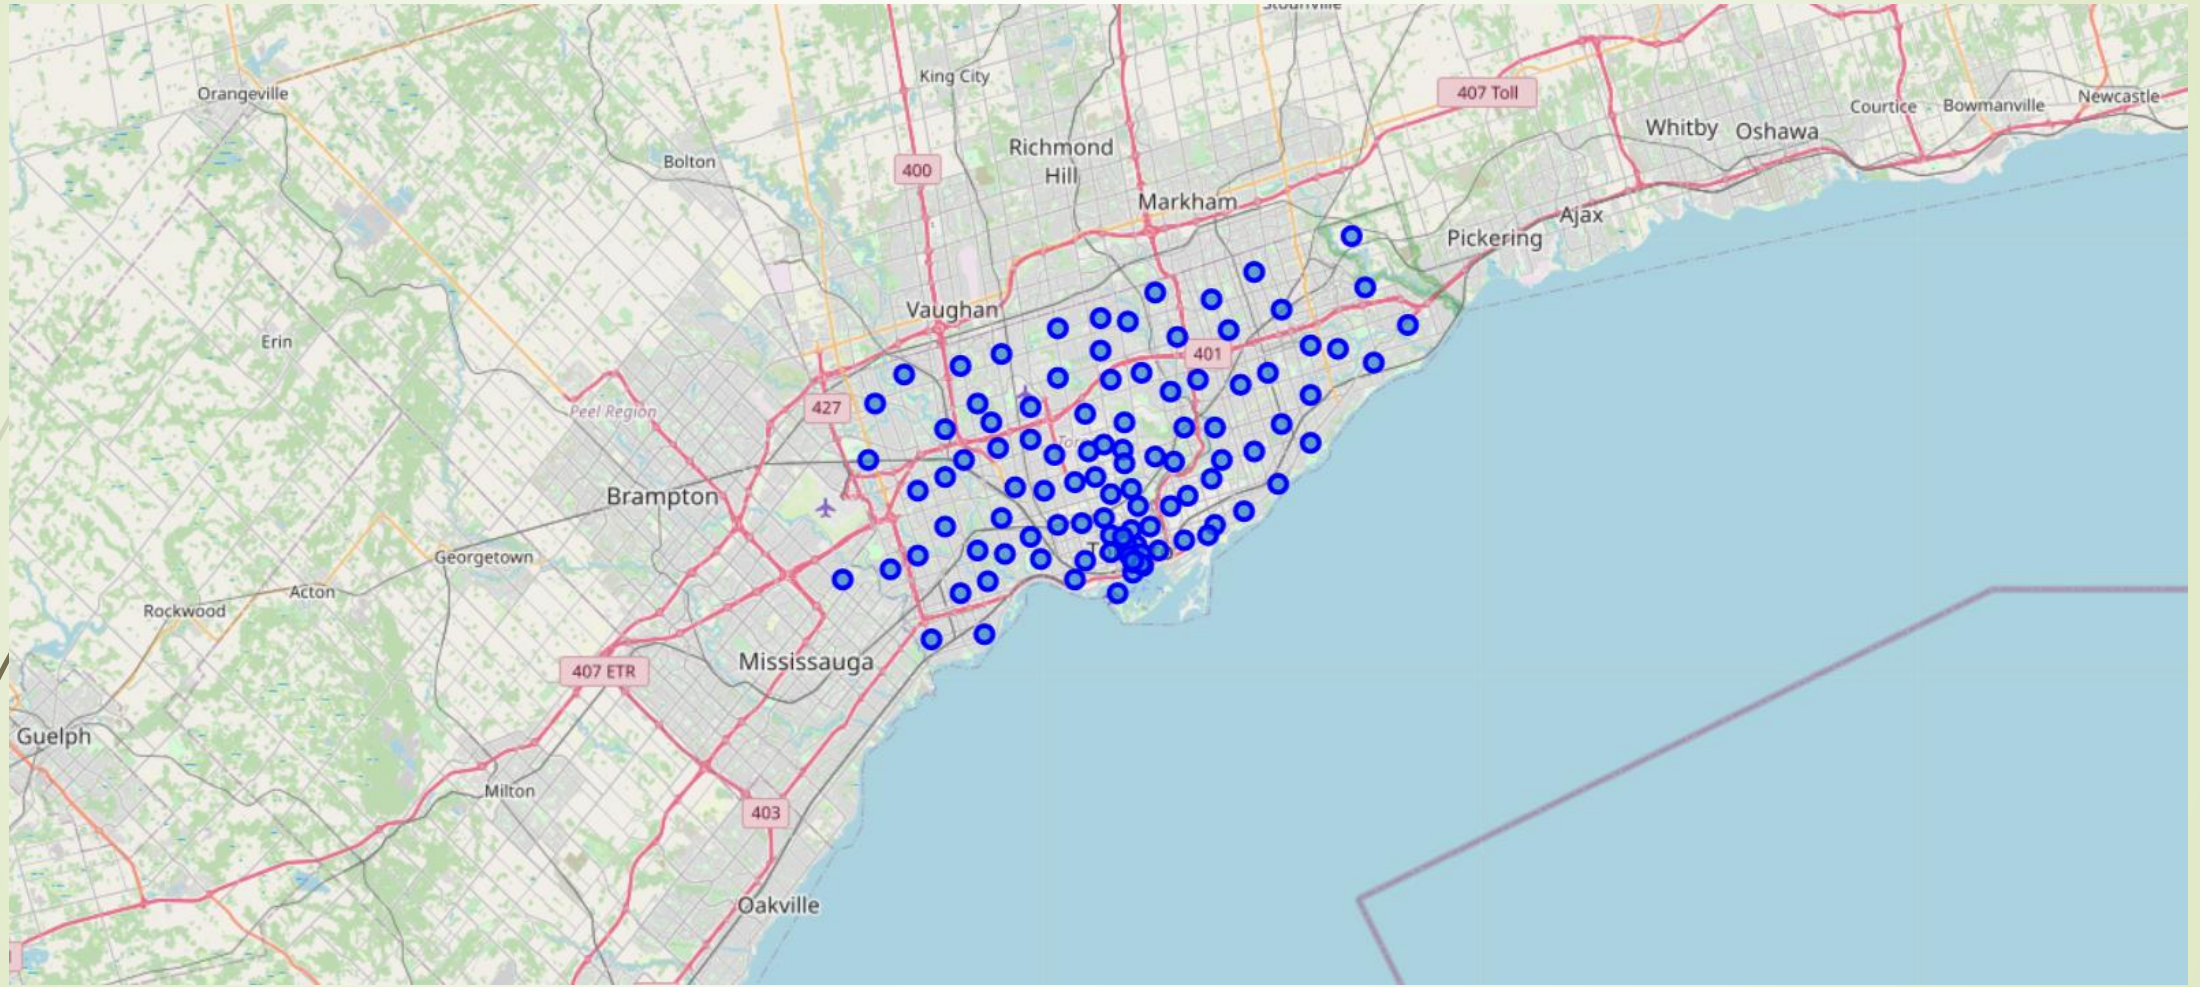 Stouffville
King City
Orangeville
407 Toll
Newcastle
Courtice
Bowmanville
Whitby
Oshawa
Richmond
Hill
Bolton
400
Markham
Ajax
Pickering
Vaughan
Erin
401
427
Peel Region
Brampton
Georgetown
Acton
Rockwood
Mississauga
407 ETR
Guelph
Milton
403
Oakville